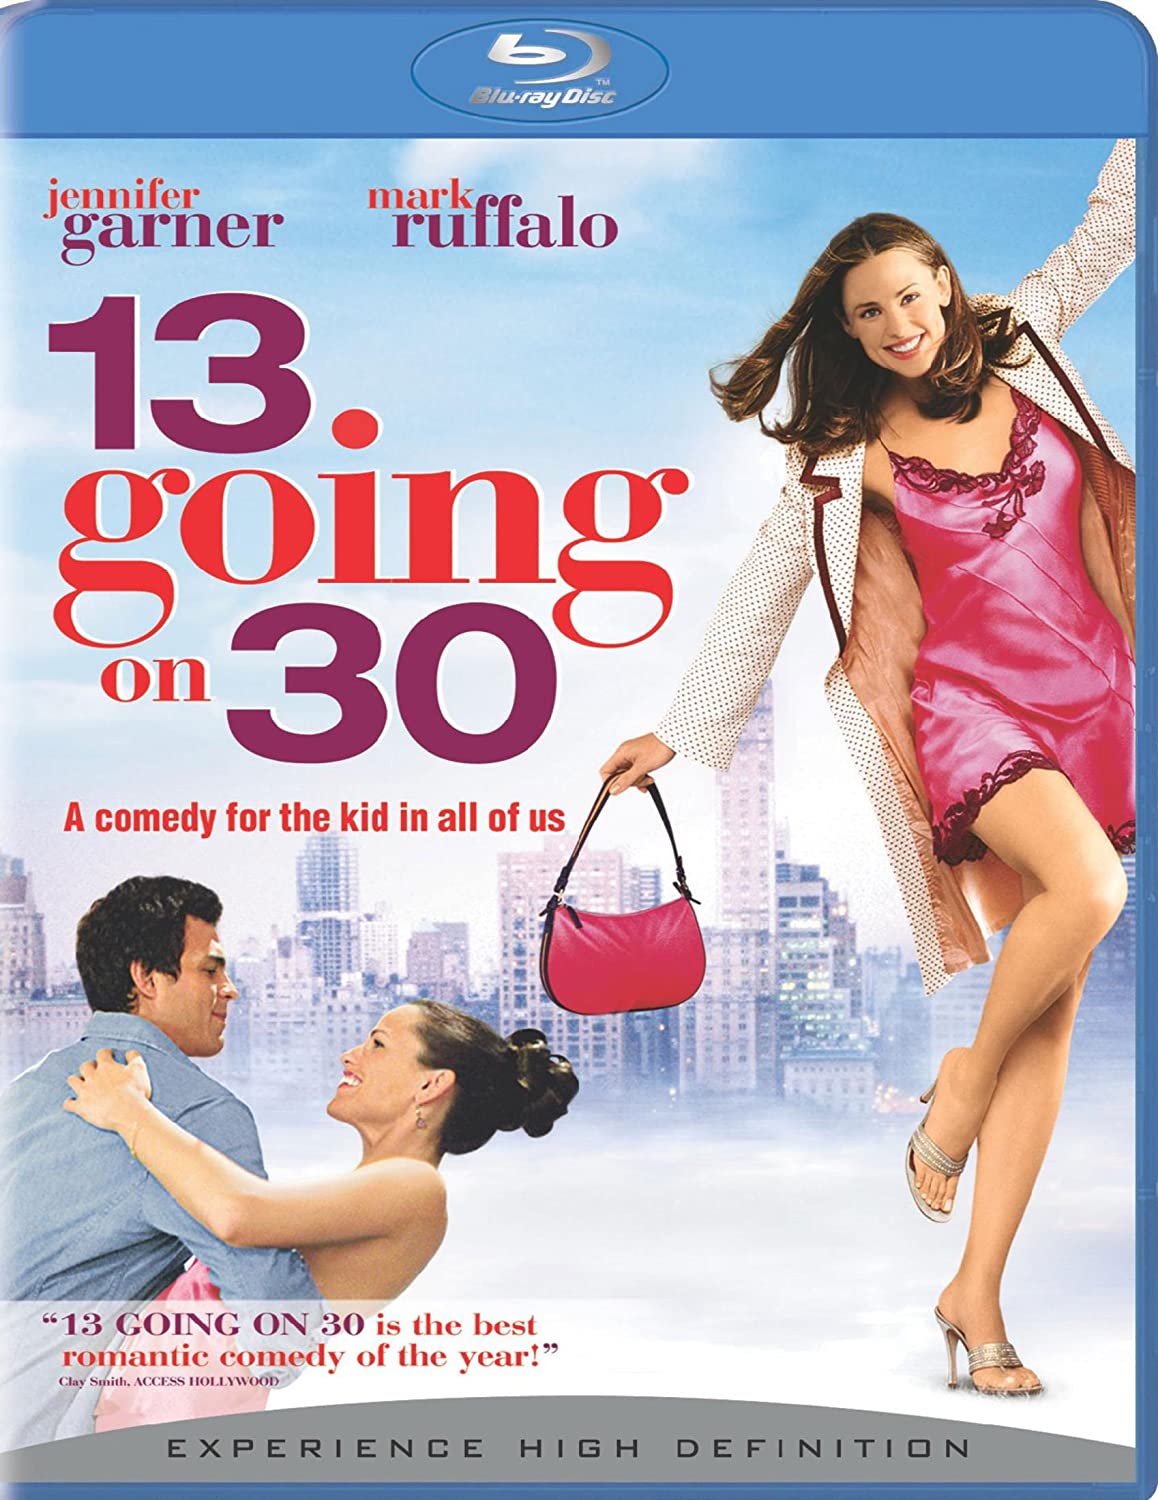 Blu-ray Disc™
jennifer mark
garner ruffalo
13
going
on 30
A comedy for the kid in all of us
“13 GOING ON 30 is the best
romantic comedy of the year!”
Clay Smith, ACCESS HOLLYWOOD
EXPERIENCE HIGH DEFINITION